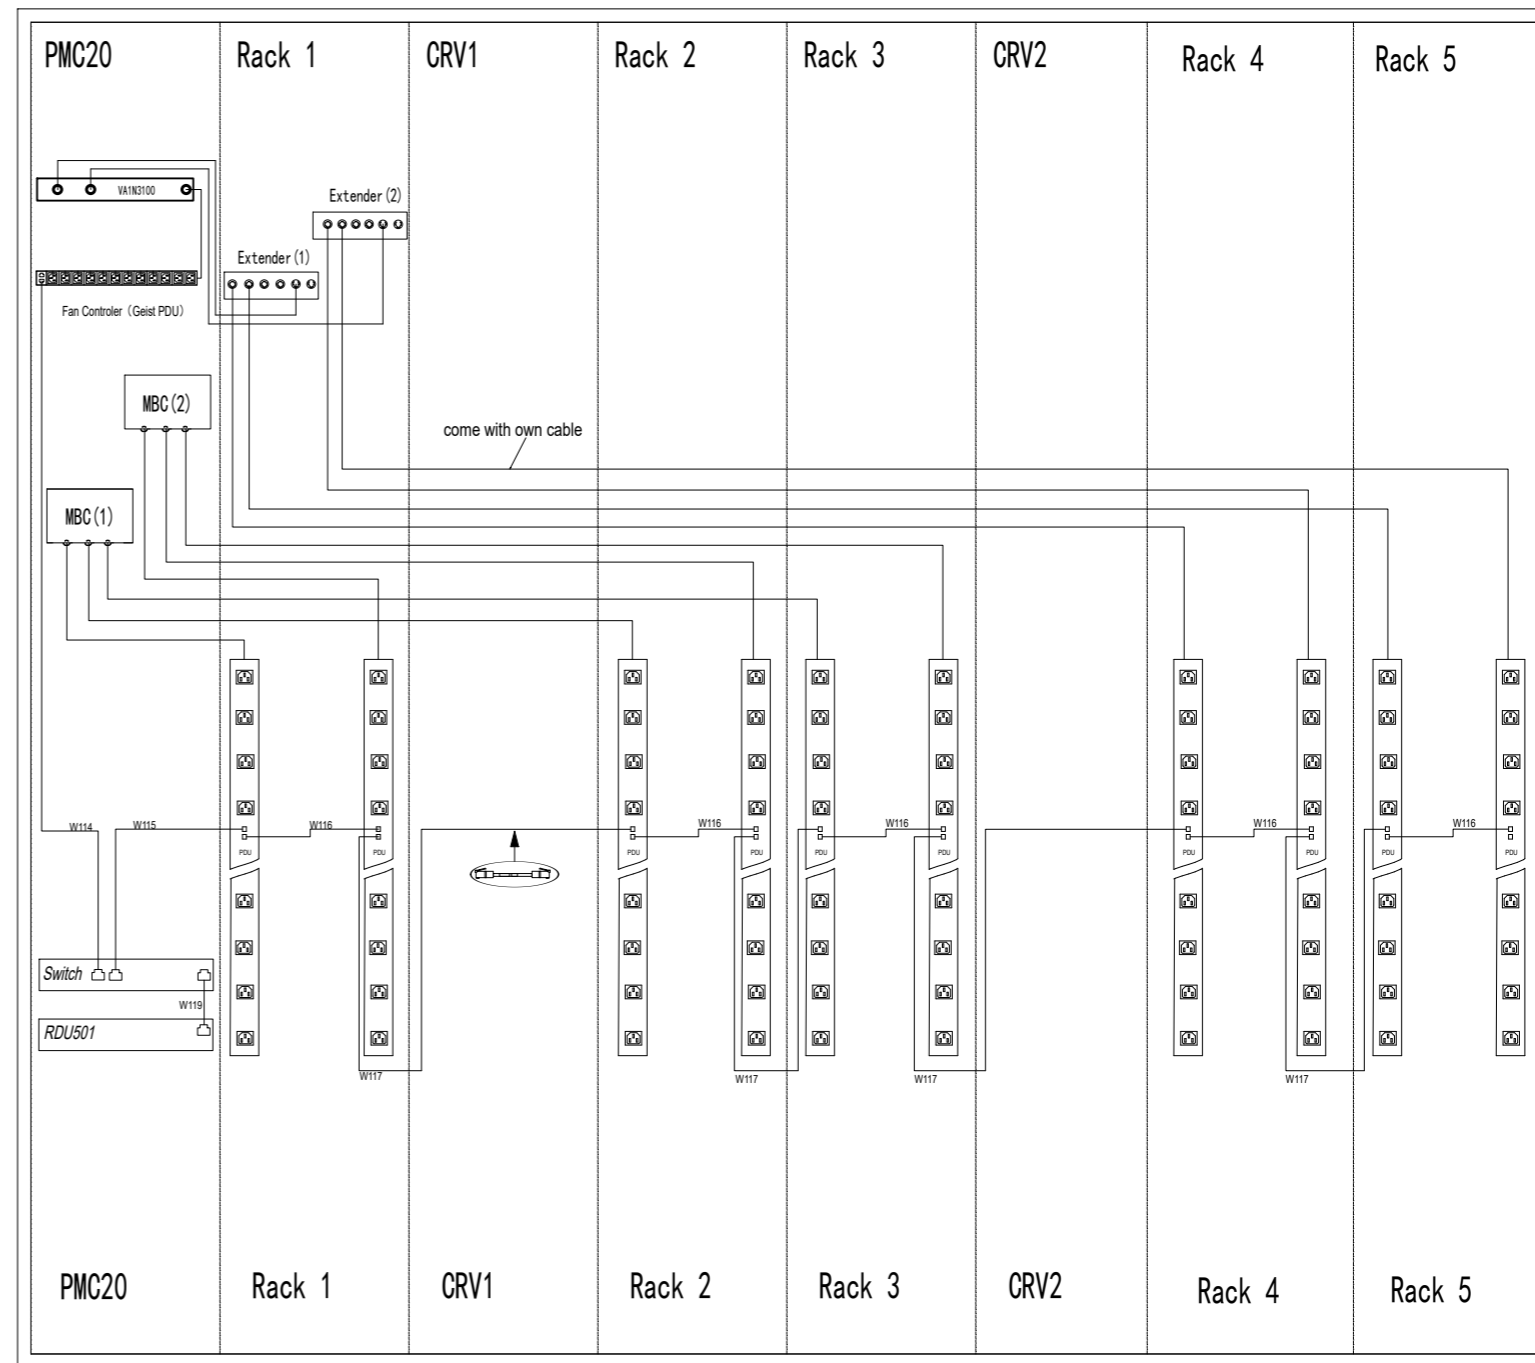 PMC20 Rack 1 CRV1 Rack 2 Rack 3 CRV2 Rack 4 Rack 5
VA1N3100
Extender(2)
Extender(1)
Fan Controler（Geist PDU）
MBC(2)
come with own cable
MBC(1)
W114 W115 W116 W116 W116 W116 W116
PDU PDU PDU PDU PDU PDU PDU PDU PDU PDU
Switch
W119
RDU501
W117 W117 W117 W117
PMC20 Rack 1 CRV1 Rack 2 Rack 3 CRV2 Rack 4 Rack 5